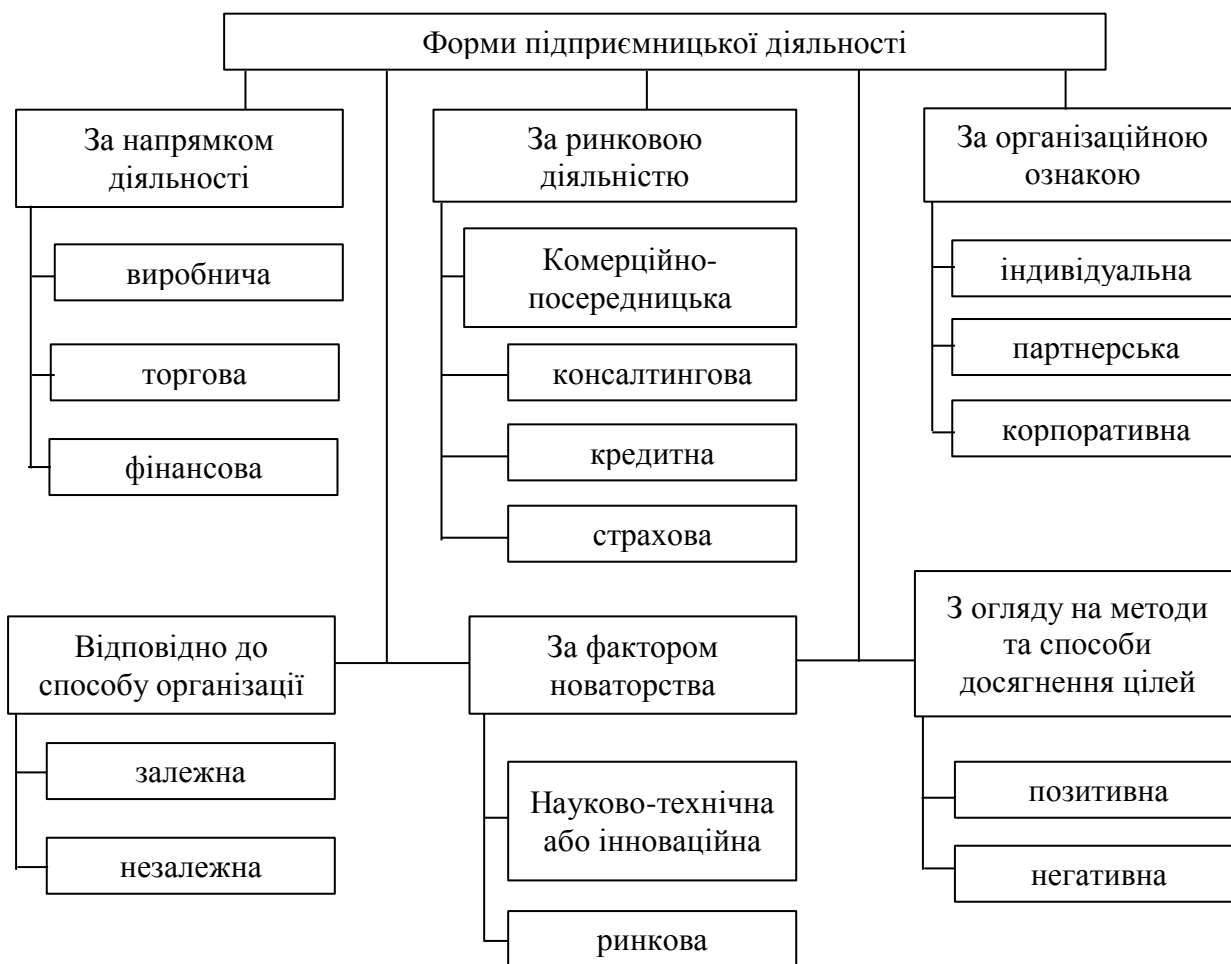 Форми підприємницької діяльності
За напрямком
діяльності
виробнича
торгова
фінансова
За ринковою
діяльністю
Комерційно-
посередницька
консалтингова
кредитна
страхова
За організаційною
ознакою
індивідуальна
партнерська
корпоративна
Відповідно до
способу організації
залежна
незалежна
За фактором
новаторства
Науково-технічна
або інноваційна
ринкова
З огляду на методи
та способи
досягнення цілей
позитивна
негативна